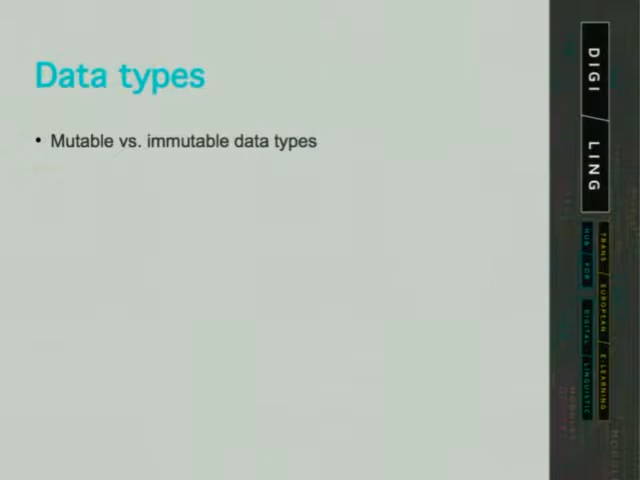 Data types
• Mutable vs. immutable data types
DIGI / LING
TRANS / EUROPEAN / E-LEARNING
HUB / FOR / DIGITAL / LINGUISTIC